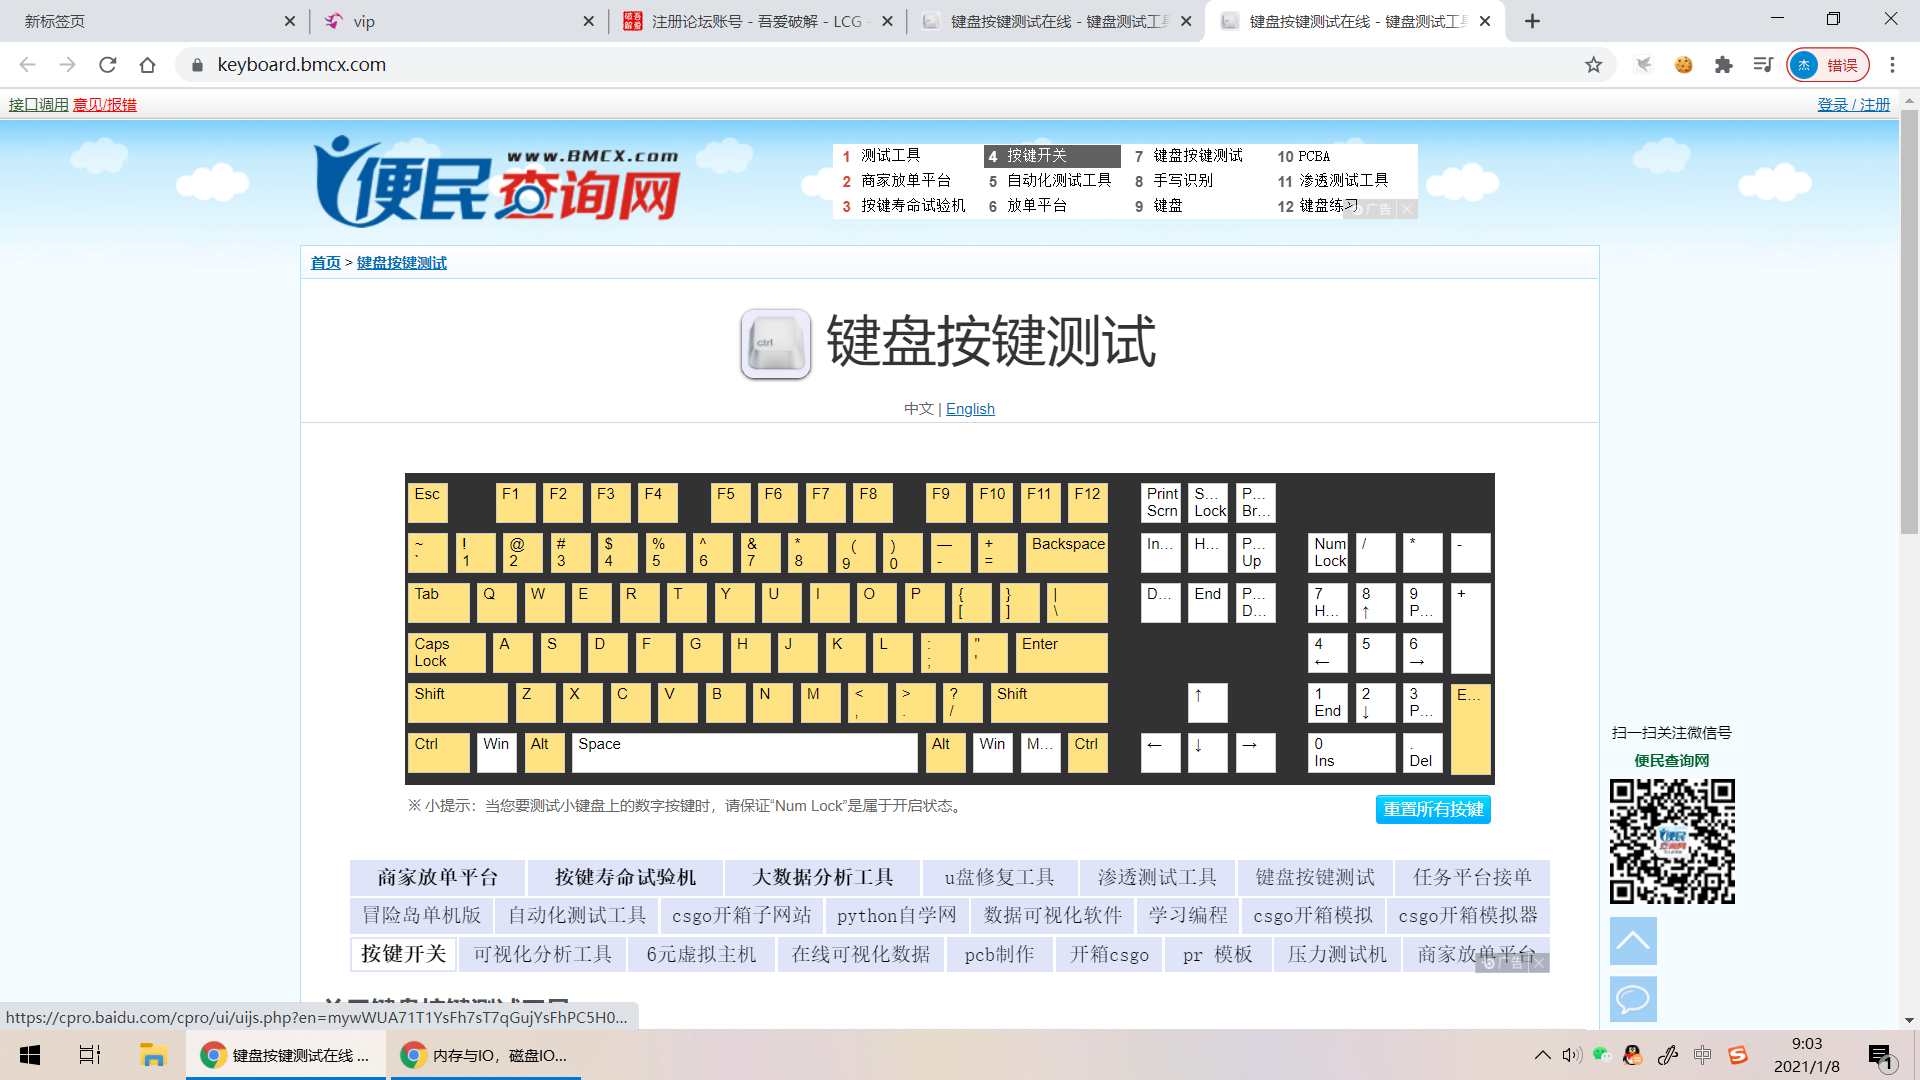 新标签页
vip
注册论坛账号 - 吾爱破解 - LCG
键盘按键测试在线 - 键盘测试工具
键盘按键测试在线 - 键盘测试工具
keyboard.bmcx.com
杰 错误
接口调用 意见/报错
登录 / 注册
www.BMCX.com
便民查询网
1 测试工具 4 按键开关 7 键盘按键测试 10 PCBA
2 商家放单平台 5 自动化测试工具 8 手写识别 11 渗透测试工具
3 按键寿命试验机 6 放单平台 9 键盘 12 键盘练习
广告
首页 > 键盘按键测试
ctrl
键盘按键测试
中文 | English
Esc F1 F2 F3 F4 F5 F6 F7 F8 F9 F10 F11 F12 Print S... P...
Scrn Lock Br...
~ ! @ # $ % ^ & * ( ) — + Backspace In... H... P... Num / * -
` 1 2 3 4 5 6 7 8 9 0 - = Up Lock
Tab Q W E R T Y U I O P { } | D... End P... 7 8 9 +
[ ] \ D... H... ↑ P...
Caps A S D F G H J K L : " Enter 4 5 6
Lock ; ' ← →
Shift Z X C V B N M < > ? Shift ↑ 1 2 3 E...
, . / End ↓ P...
Ctrl Win Alt Space Alt Win M... Ctrl ← ↓ → 0 .
Ins Del
※ 小提示：当您要测试小键盘上的数字按键时，请保证“Num Lock”是属于开启状态。
重置所有按键
扫一扫关注微信号
便民查询网
商家放单平台 按键寿命试验机 大数据分析工具 u盘修复工具 渗透测试工具 键盘按键测试 任务平台接单
冒险岛单机版 自动化测试工具 csgo开箱子网站 python自学网 数据可视化软件 学习编程 csgo开箱模拟 csgo开箱模拟器
按键开关 可视化分析工具 6元虚拟主机 在线可视化数据 pcb制作 开箱csgo pr 模板 压力测试机 商家放单平台
广告
https://cpro.baidu.com/cpro/ui/uijs.php?en=mywWUA71T1YsFh7sT7qGujYsFhPC5H0...
键盘按键测试在线 ...
内存与IO，磁盘IO...
中
9:03
2021/1/8
1